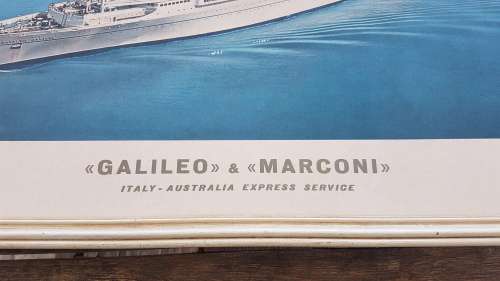 «GALILEO» & «MARCONI»
ITALY-AUSTRALIA EXPRESS SERVICE